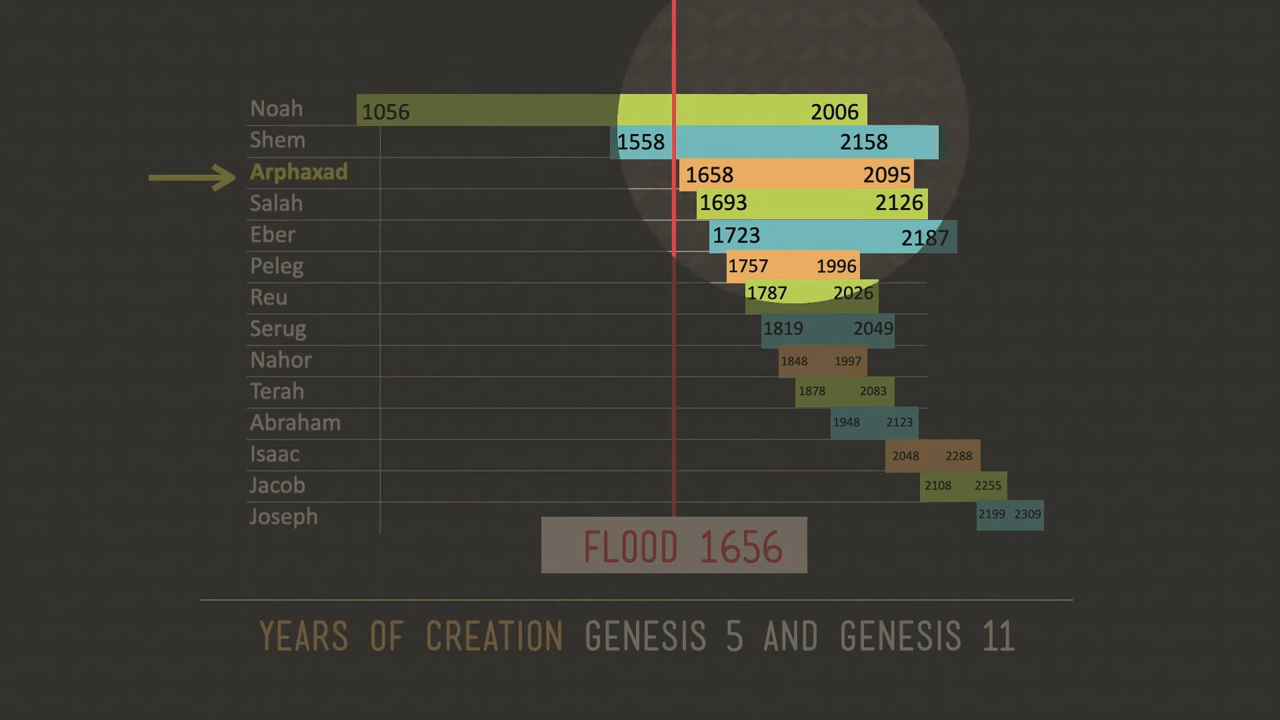 Noah 1056 2006
Shem 1558 2158
Arphaxad 1658 2095
Salah 1693 2126
Eber 1723 2187
Peleg 1757 1996
Reu 1787 2026
Serug 1819 2049
Nahor 1848 1997
Terah 1878 2083
Abraham 1948 2123
Isaac 2048 2288
Jacob 2108 2255
Joseph 2199 2309
FLOOD 1656
YEARS OF CREATION GENESIS 5 AND GENESIS 11